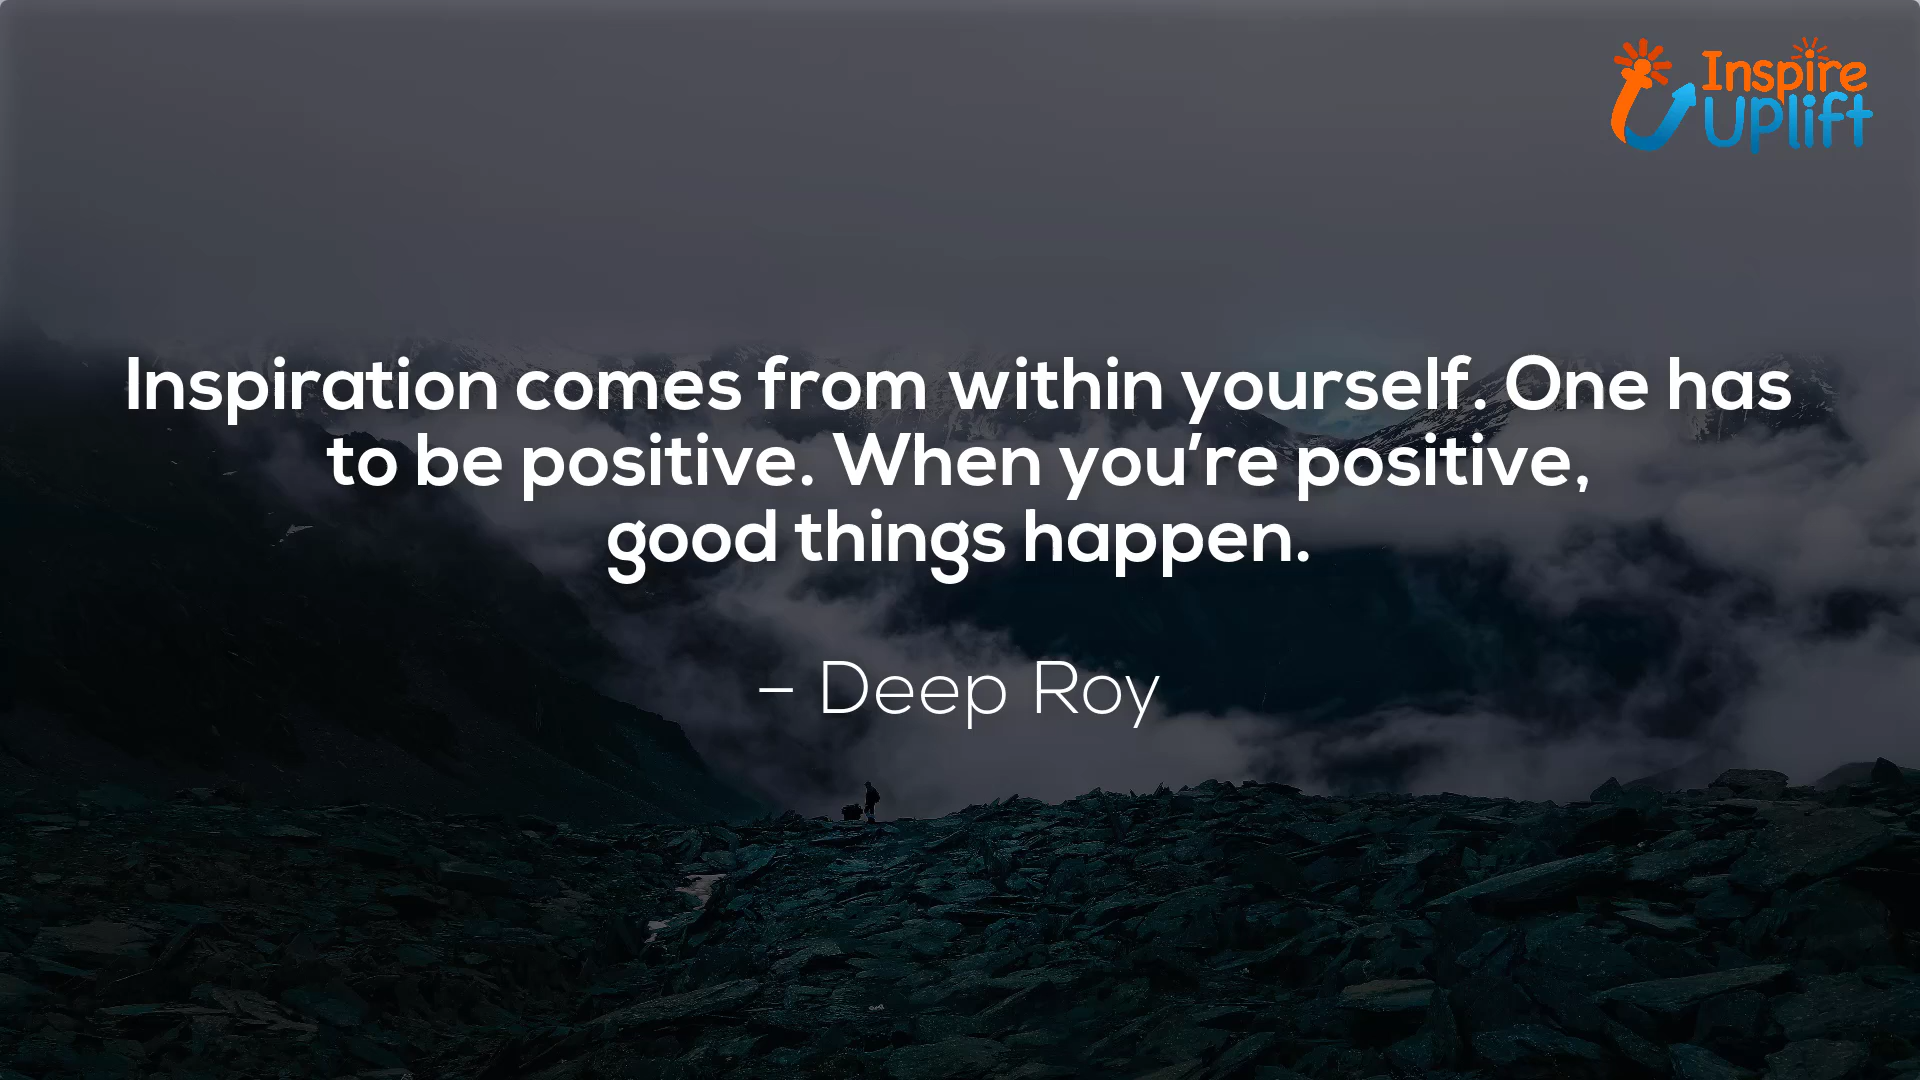 Inspire
Uplift
Inspiration comes from within yourself. One has
to be positive. When you’re positive,
good things happen.
– Deep Roy